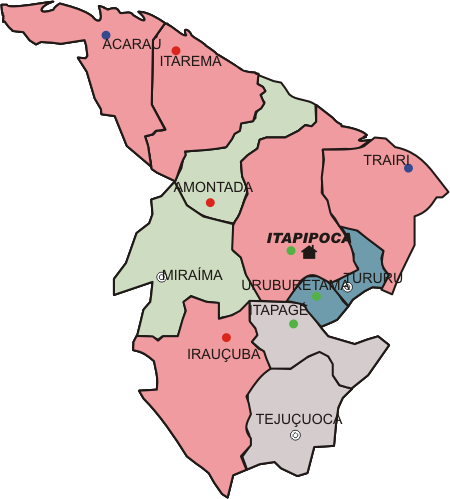 ACARAÚ
ITAREMA
TRAIRI
AMONTADA
ITAPIPOCA
MIRAÍMA
TURURU
URUBURETAMA
ITAPAGÉ
IRAUÇUBA
TEJUÇUOCA